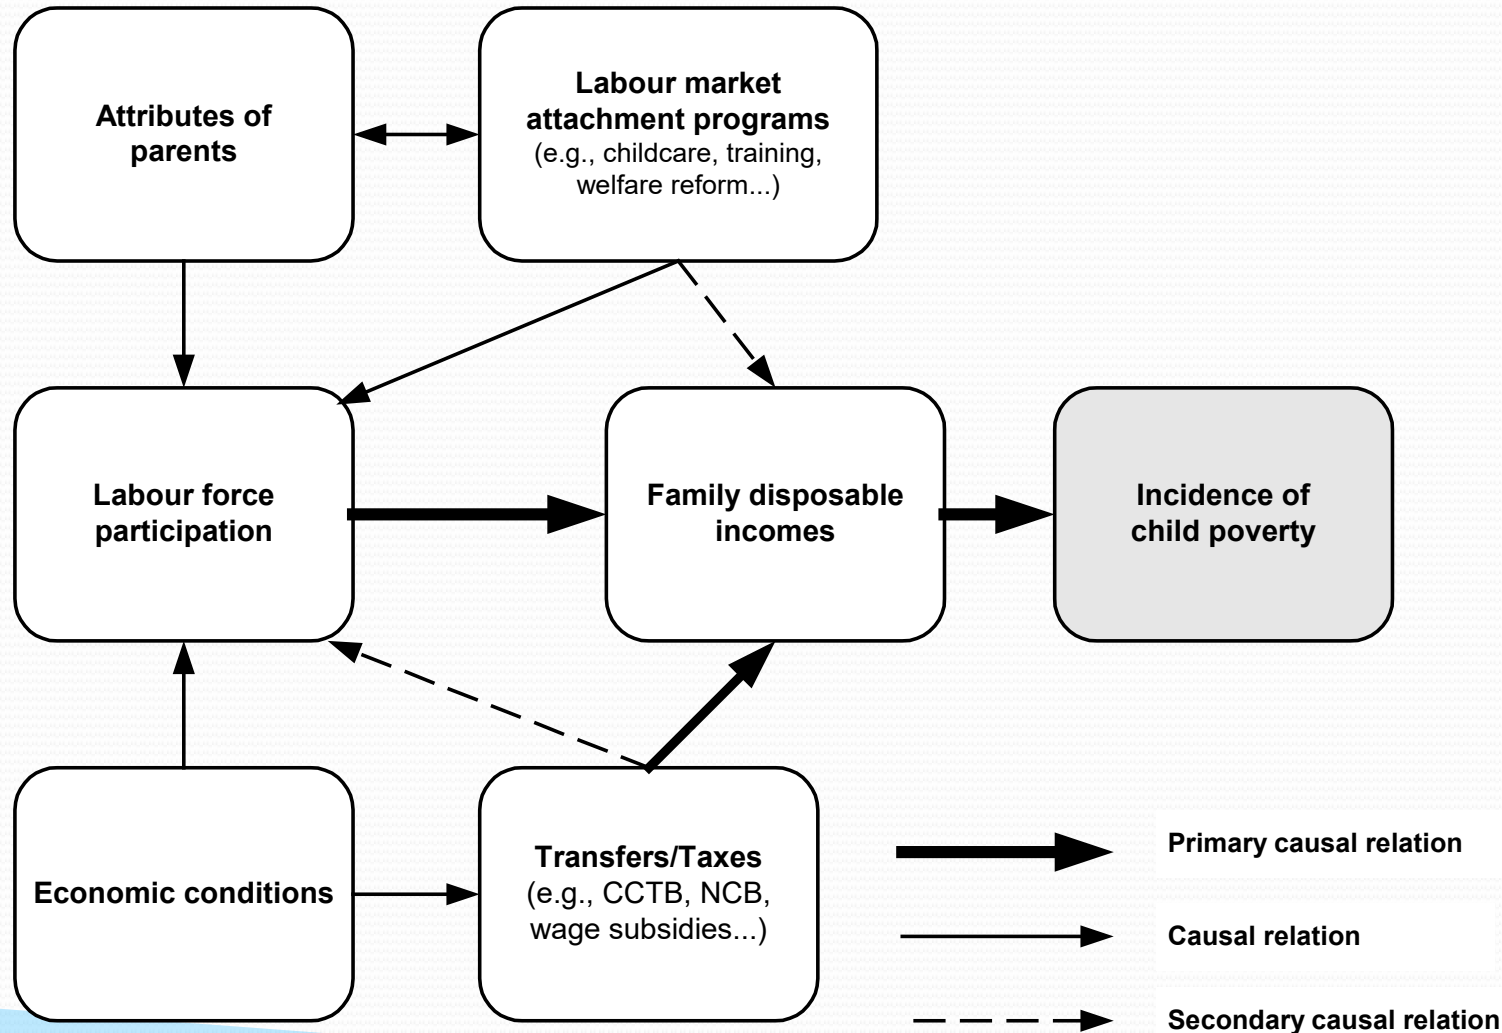 Attributes of
parents
Labour market
attachment programs
(e.g., childcare, training,
welfare reform...)
Labour force
participation
Family disposable
incomes
Incidence of
child poverty
Economic conditions
Transfers/Taxes
(e.g., CCTB, NCB,
wage subsidies...)
Primary causal relation
Causal relation
Secondary causal relation